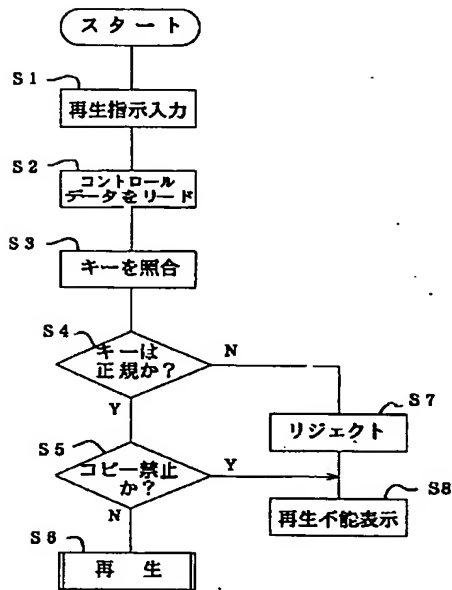 スタート
S1
再生指示入力
S2
コントロール
データをリード
S3
キーを照合
S4
キーは
正規か?
N
Y
S7
リジェクト
S5
コピー禁止
か?
Y
N
S8
再生不能表示
S6
再 生